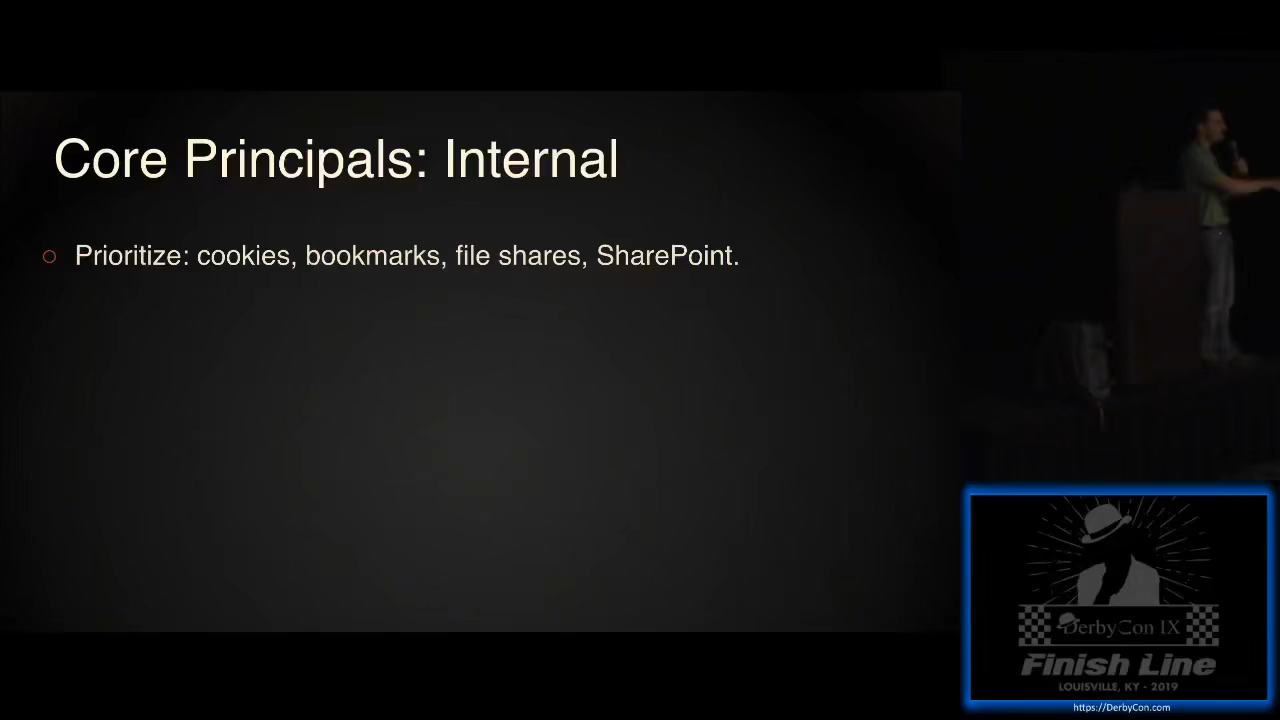 Core Principals: Internal
Prioritize: cookies, bookmarks, file shares, SharePoint.
DerbyCon IX
Finish Line
LOUISVILLE, KY - 2019
https://DerbyCon.com